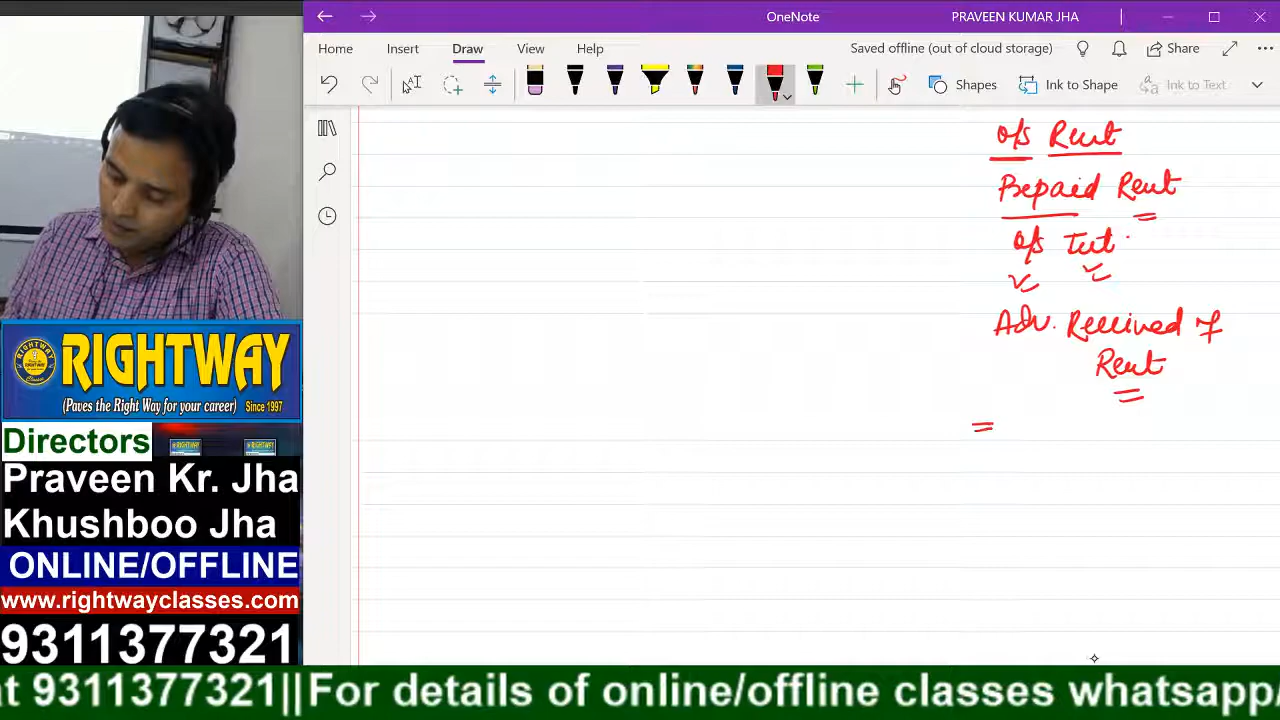 OneNote
PRAVEEN KUMAR JHA
Home Insert Draw View Help
Saved offline (out of cloud storage)
Share
Shapes
Ink to Shape
Ink to Text
O/s Rent
Prepaid Rent
O/s Int.
Adv. Received of
Rent
=
RIGHTWAY
(Paves the Right Way for your career) Since 1997
Directors
Praveen Kr. Jha
Khushboo Jha
ONLINE/OFFLINE
www.rightwayclasses.com
9311377321
at 9311377321||For details of online/offline classes whatsapp/